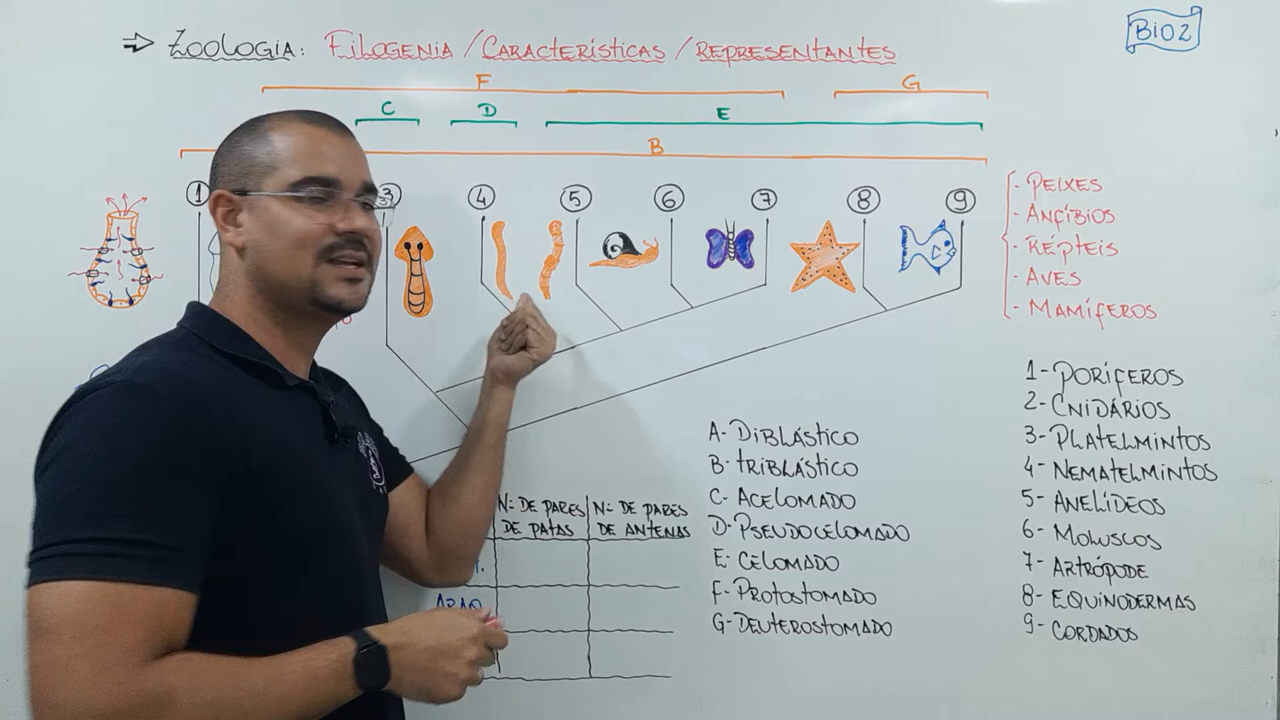 ⇒ ZOOLOGIA: FILOGENIA / CARACTERÍSTICAS / REPRESENTANTES
BIO2
F
G
C
D
E
B
1
3
4
5
6
7
8
9
- PEIXES
- ANFÍBIOS
- RÉPTEIS
- AVES
- MAMÍFEROS
1- PORÍFEROS
2- CNIDÁRIOS
3- PLATELMINTOS
4- NEMATELMINTOS
5- ANELÍDEOS
6- MOLUSCOS
7- ARTRÓPODE
8- EQUINODERMAS
9- CORDADOS
A- DIBLÁSTICO
B- TRIBLÁSTICO
C- ACELOMADO
D- PSEUDOCELOMADO
E- CELOMADO
F- PROTOSTOMADO
G- DEUTEROSTOMADO
Nº DE PARES
DE PATAS
Nº DE PARES
DE ANTENAS